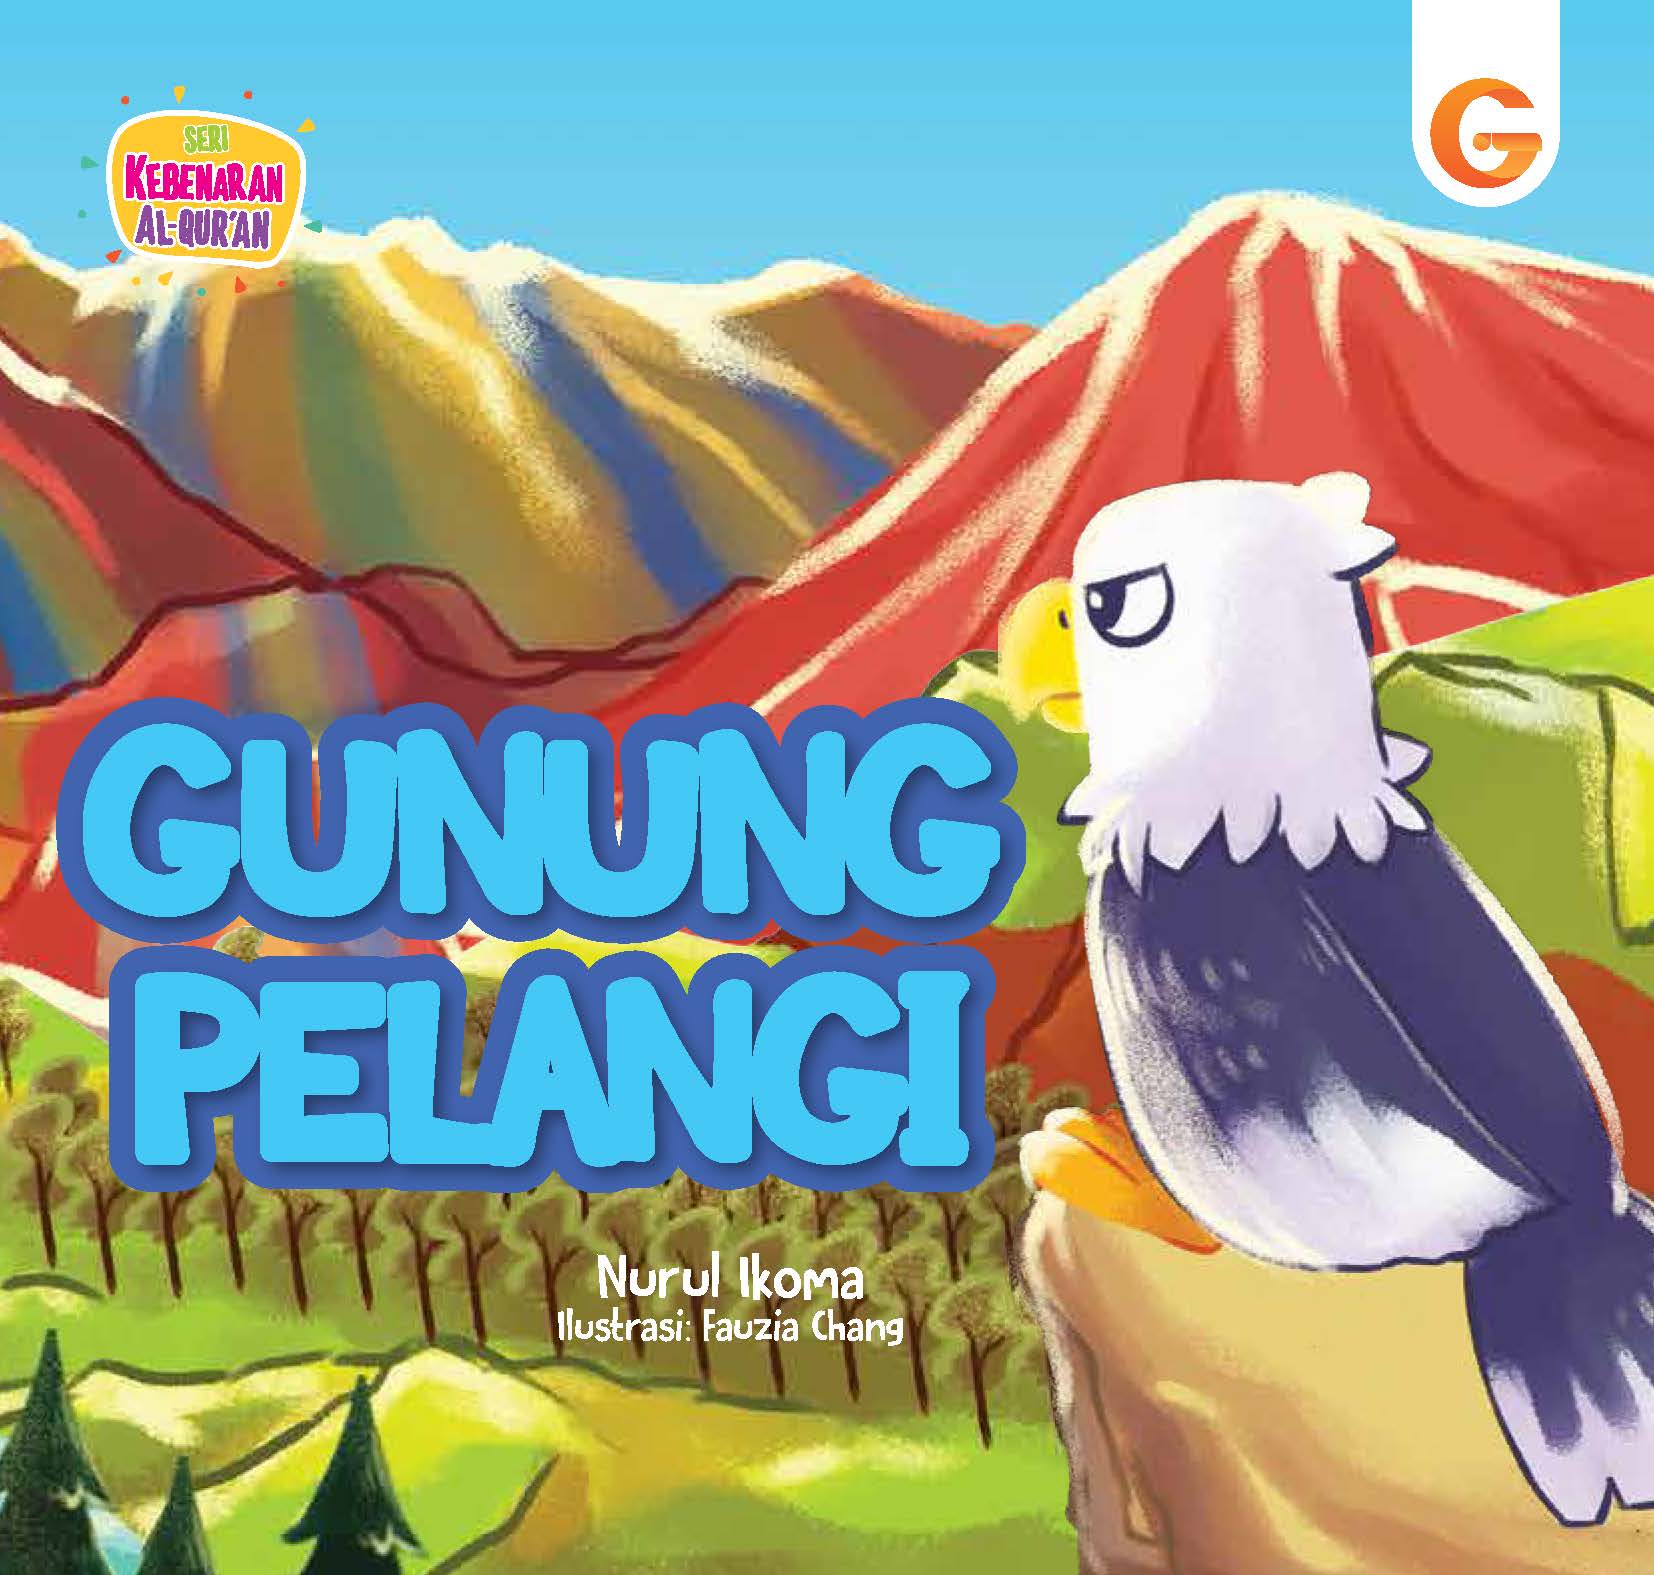 SERI
KEBENARAN
AL-QUR'AN
G
GUNUNG
PELANGI
Nurul Ikoma
Ilustrasi: Fauzia Chang